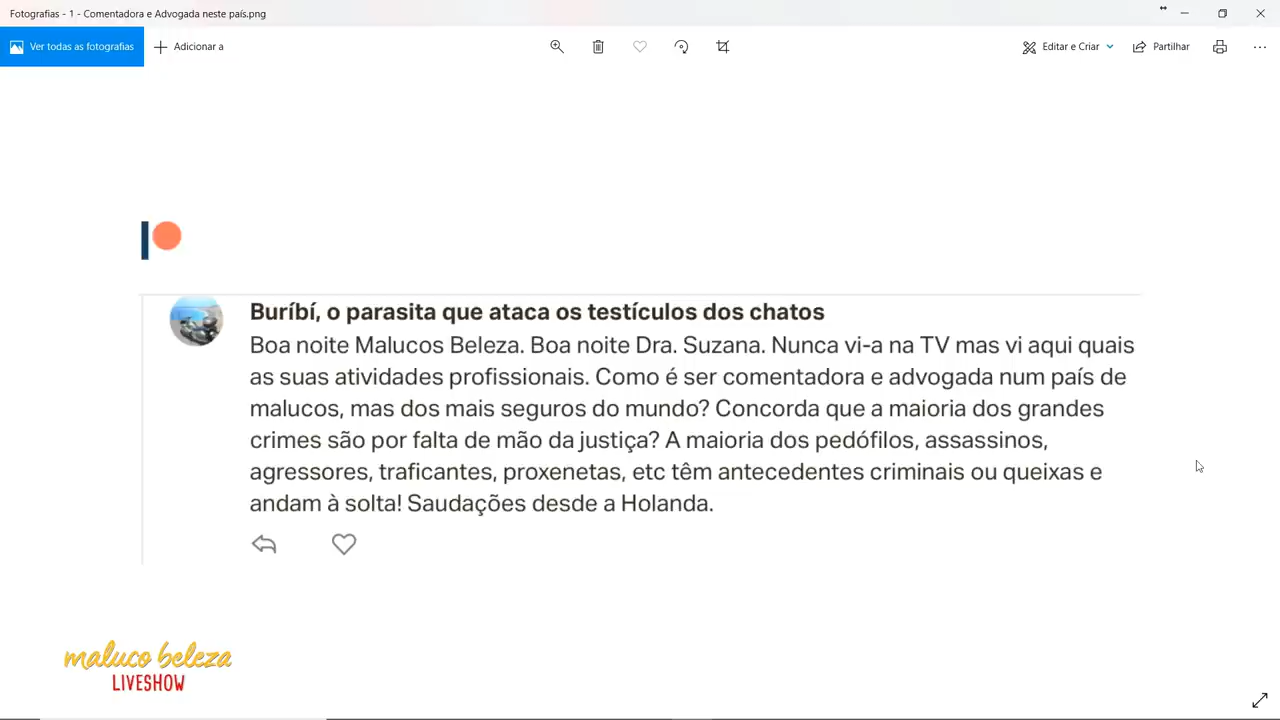 Fotografias - 1 - Comentadora e Advogada neste país.png
Ver todas as fotografias
Adicionar a
Editar e Criar
Partilhar
Buríbí, o parasita que ataca os testículos dos chatos
Boa noite Malucos Beleza. Boa noite Dra. Suzana. Nunca vi-a na TV mas vi aqui quais
as suas atividades profissionais. Como é ser comentadora e advogada num país de
malucos, mas dos mais seguros do mundo? Concorda que a maioria dos grandes
crimes são por falta de mão da justiça? A maioria dos pedófilos, assassinos,
agressores, traficantes, proxenetas, etc têm antecedentes criminais ou queixas e
andam à solta! Saudações desde a Holanda.
maluco beleza
LIVESHOW